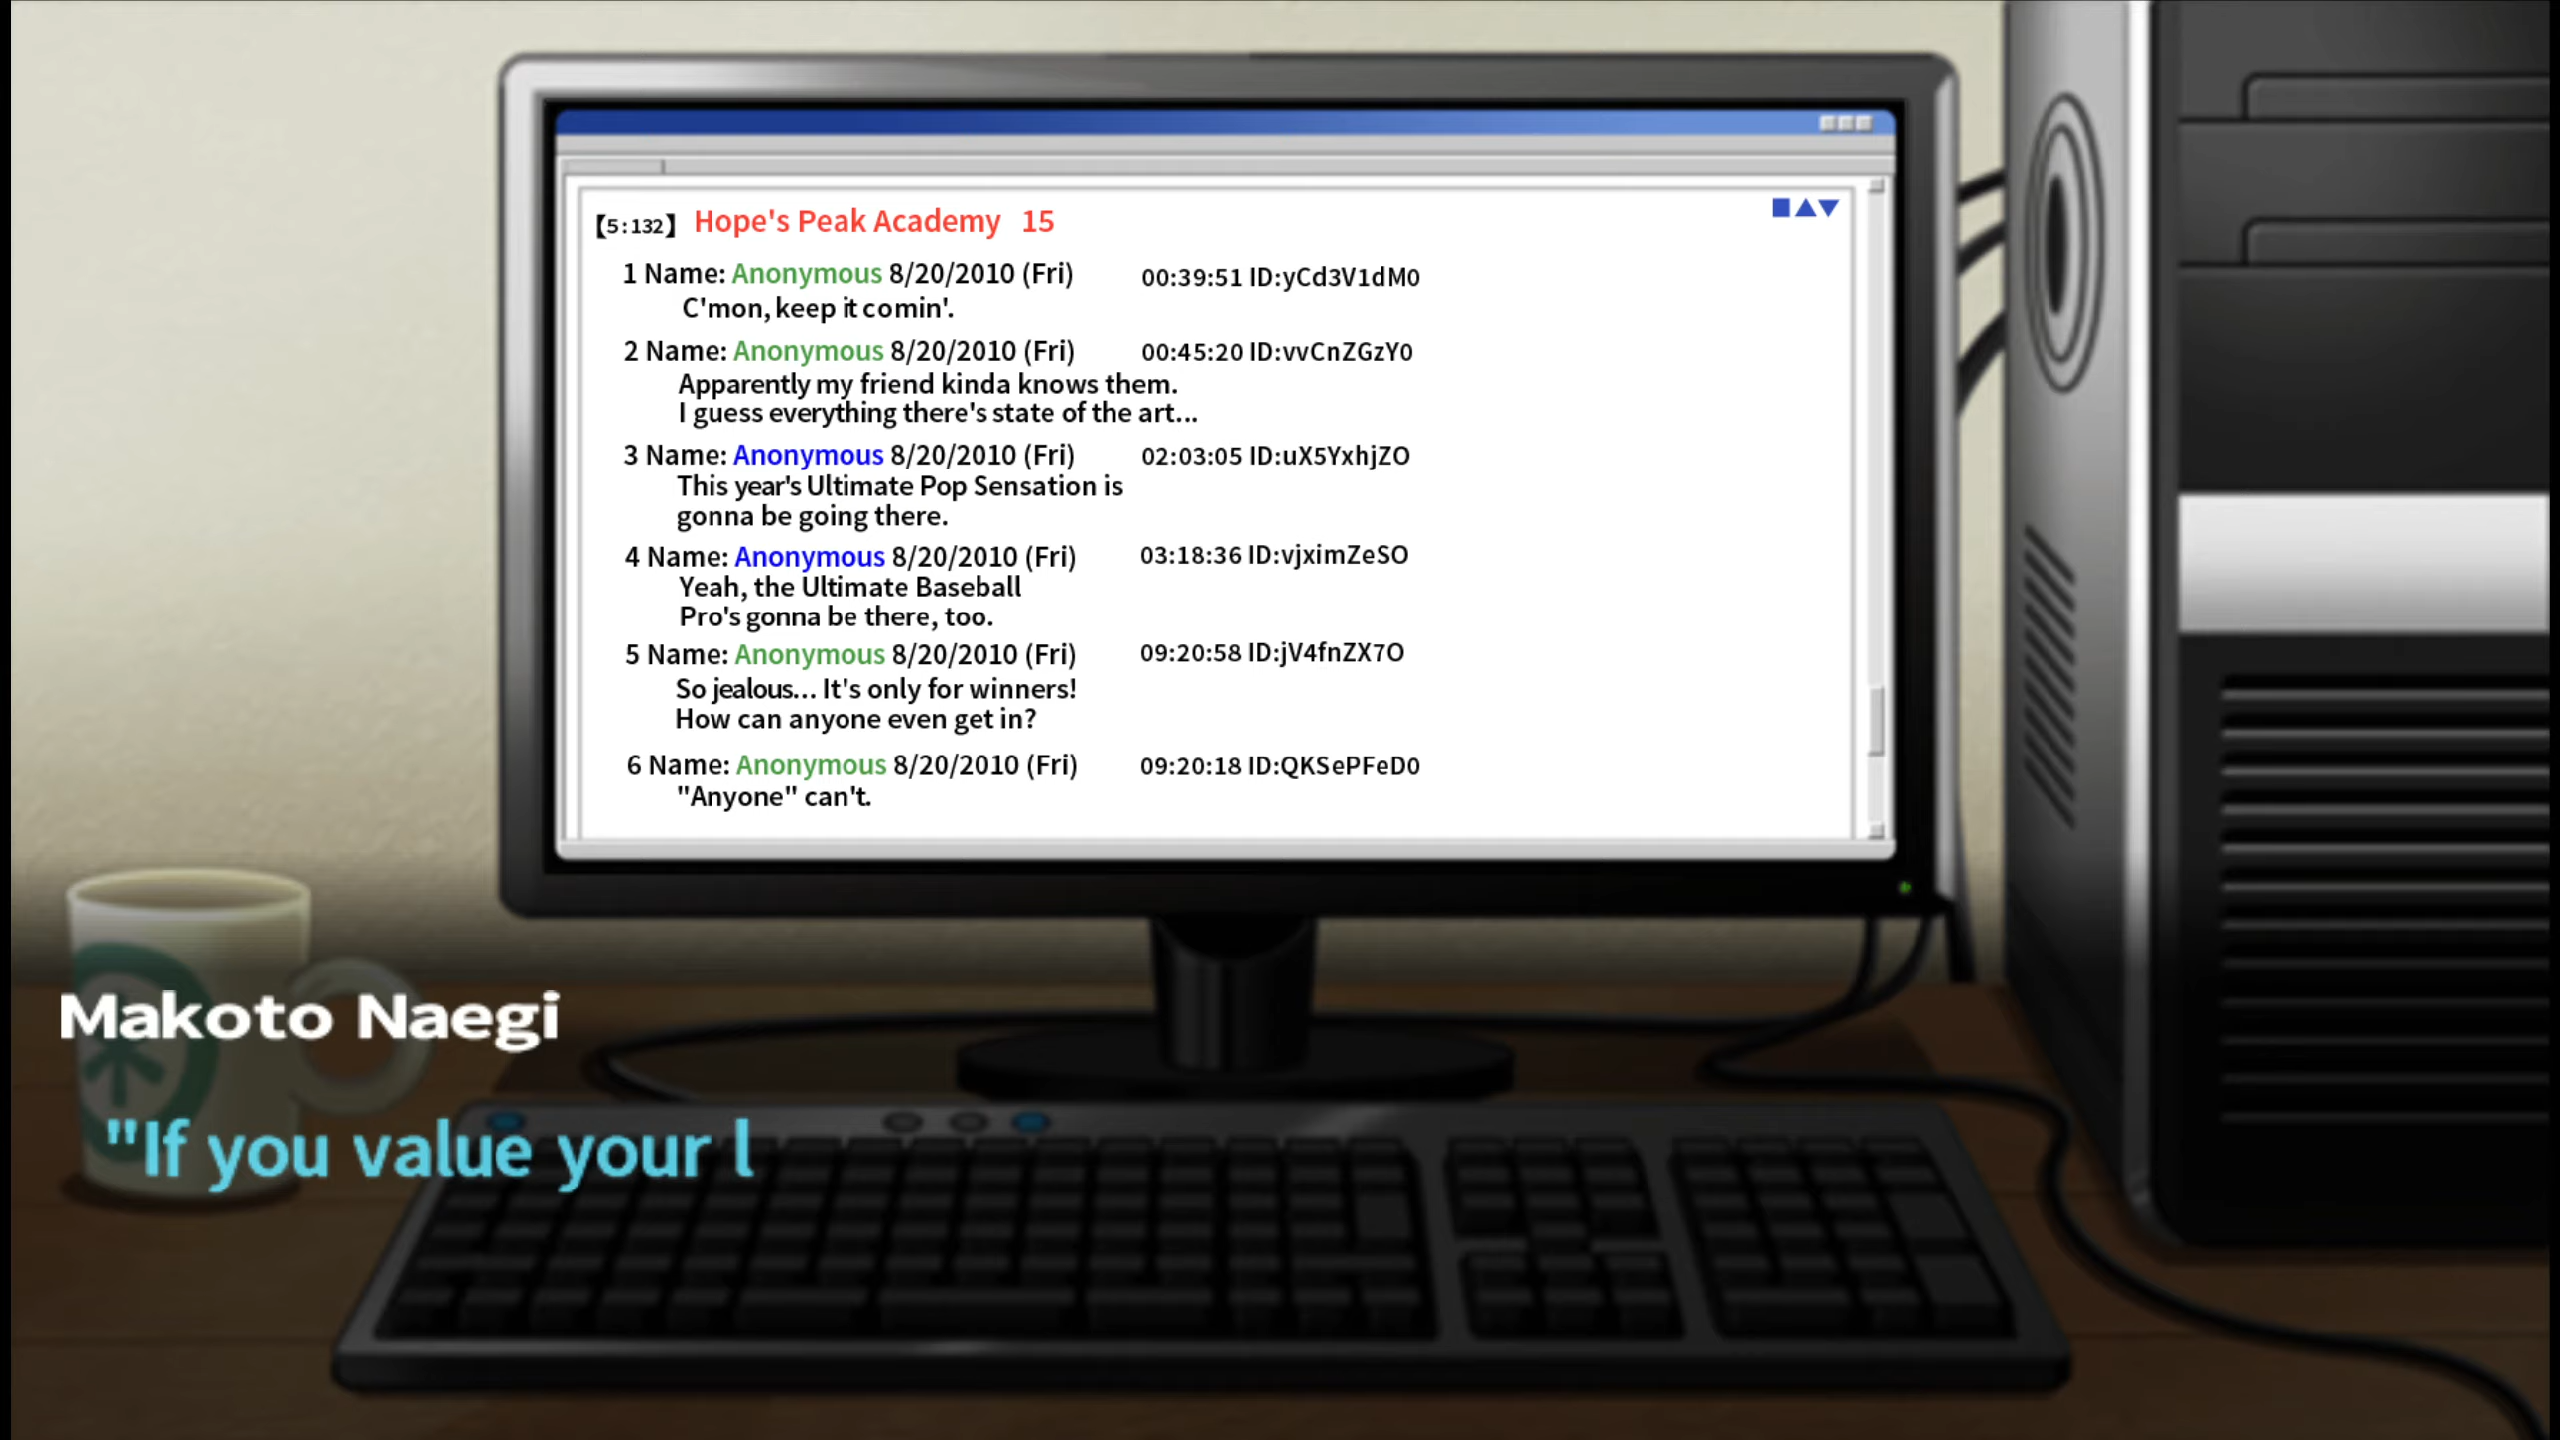 【5:132】 Hope's Peak Academy 15
1 Name: Anonymous 8/20/2010 (Fri) 00:39:51 ID:yCd3V1dM0
C'mon, keep it comin'.
2 Name: Anonymous 8/20/2010 (Fri) 00:45:20 ID:vvCnZGzY0
Apparently my friend kinda knows them.
I guess everything there's state of the art...
3 Name: Anonymous 8/20/2010 (Fri) 02:03:05 ID:uX5YxhjZO
This year's Ultimate Pop Sensation is
gonna be going there.
4 Name: Anonymous 8/20/2010 (Fri) 03:18:36 ID:vjximZeSO
Yeah, the Ultimate Baseball
Pro's gonna be there, too.
5 Name: Anonymous 8/20/2010 (Fri) 09:20:58 ID:jV4fnZX7O
So jealous... It's only for winners!
How can anyone even get in?
6 Name: Anonymous 8/20/2010 (Fri) 09:20:18 ID:QKSePFeD0
"Anyone" can't.
Makoto Naegi
"If you value your l